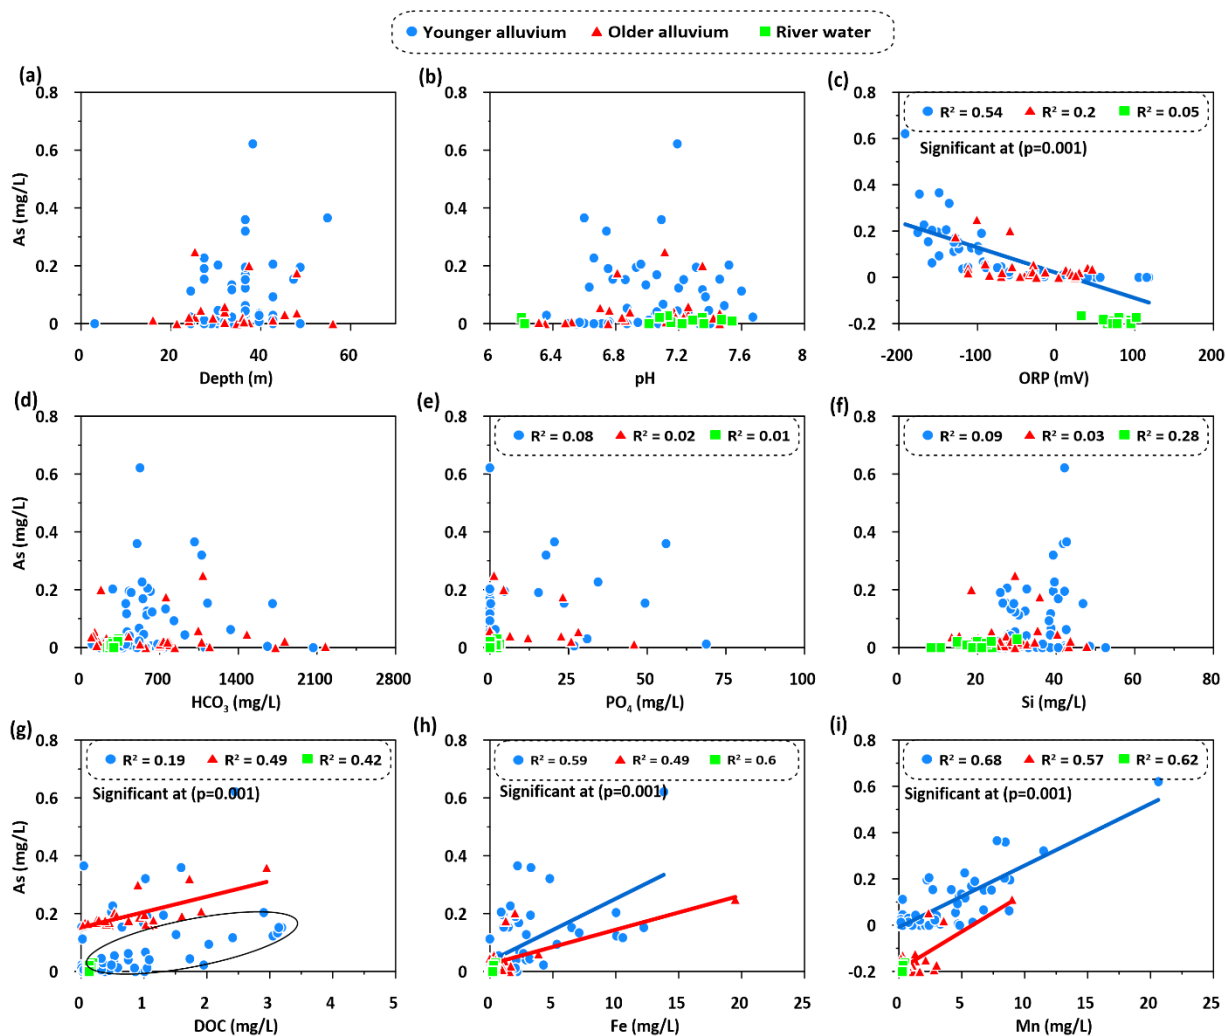 Younger alluvium Older alluvium River water
(a)
0.8
0.6
0.4
0.2
0
0 20 40 60
As (mg/L)
Depth (m)
(b)
0.8
0.6
0.4
0.2
0
6 6.4 6.8 7.2 7.6 8
pH
(c)
0.8
0.6
0.4
0.2
0
-0.2
R² = 0.54 R² = 0.2 R² = 0.05
Significant at (p=0.001)
-200 -100 0 100 200
ORP (mV)
(d)
0.8
0.6
0.4
0.2
0
0 700 1400 2100 2800
As (mg/L)
HCO₃ (mg/L)
(e)
0.8
0.6
0.4
0.2
0
R² = 0.08 R² = 0.02 R² = 0.01
0 25 50 75 100
PO₄ (mg/L)
(f)
0.8
0.6
0.4
0.2
0
R² = 0.09 R² = 0.03 R² = 0.28
0 20 40 60 80
Si (mg/L)
(g)
0.8
0.6
0.4
0.2
0
R² = 0.19 R² = 0.49 R² = 0.42
Significant at (p=0.001)
0 1 2 3 4 5
As (mg/L)
DOC (mg/L)
(h)
0.8
0.6
0.4
0.2
0
R² = 0.59 R² = 0.49 R² = 0.6
Significant at (p=0.001)
0 5 10 15 20 25
Fe (mg/L)
(i)
0.8
0.6
0.4
0.2
0
-0.2
R² = 0.68 R² = 0.57 R² = 0.62
Significant at (p=0.001)
0 5 10 15 20 25
Mn (mg/L)